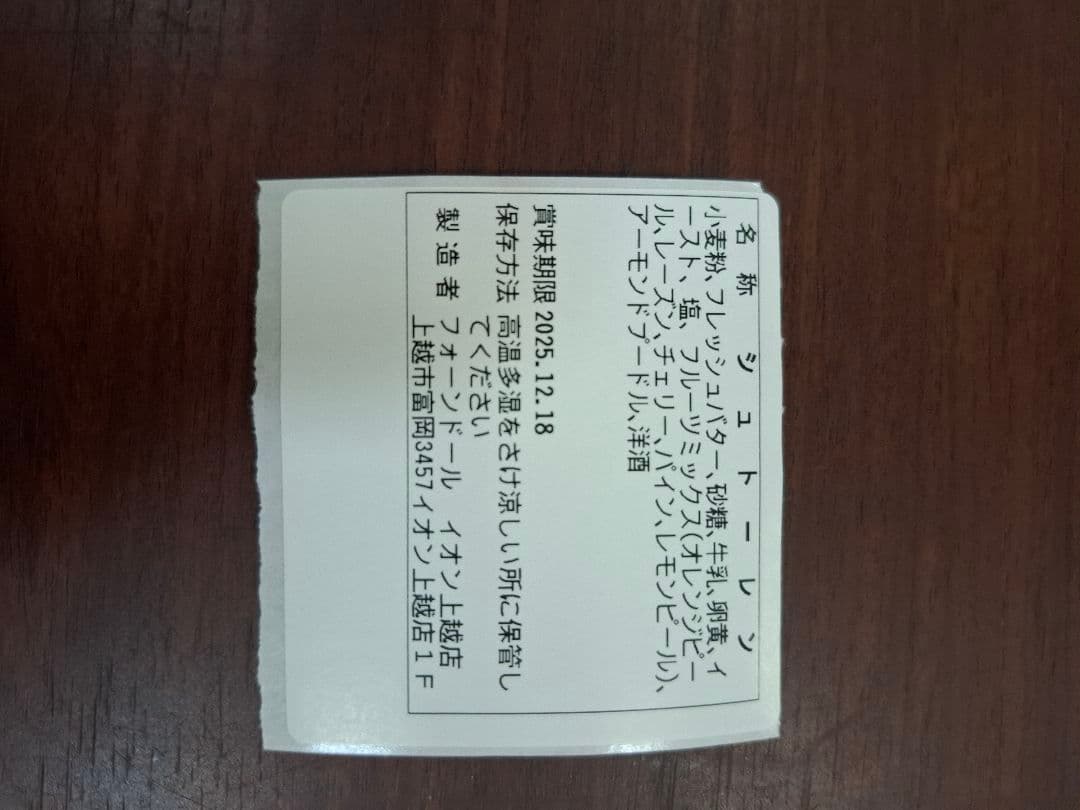 名称 シュトーレン
小麦粉、フレッシュバター、砂糖、牛乳、卵黄、イ
ースト、塩、フルーツミックス(オレンジピー
ル、レーズン、チェリー、パイン、レモンピール)、
アーモンドプードル、洋酒
賞味期限 2025.12.18
保存方法 高温多湿をさけ涼しい所に保管し
てください
製造者 フォーンドール イオン上越店
上越市富岡3457イオン上越店1F